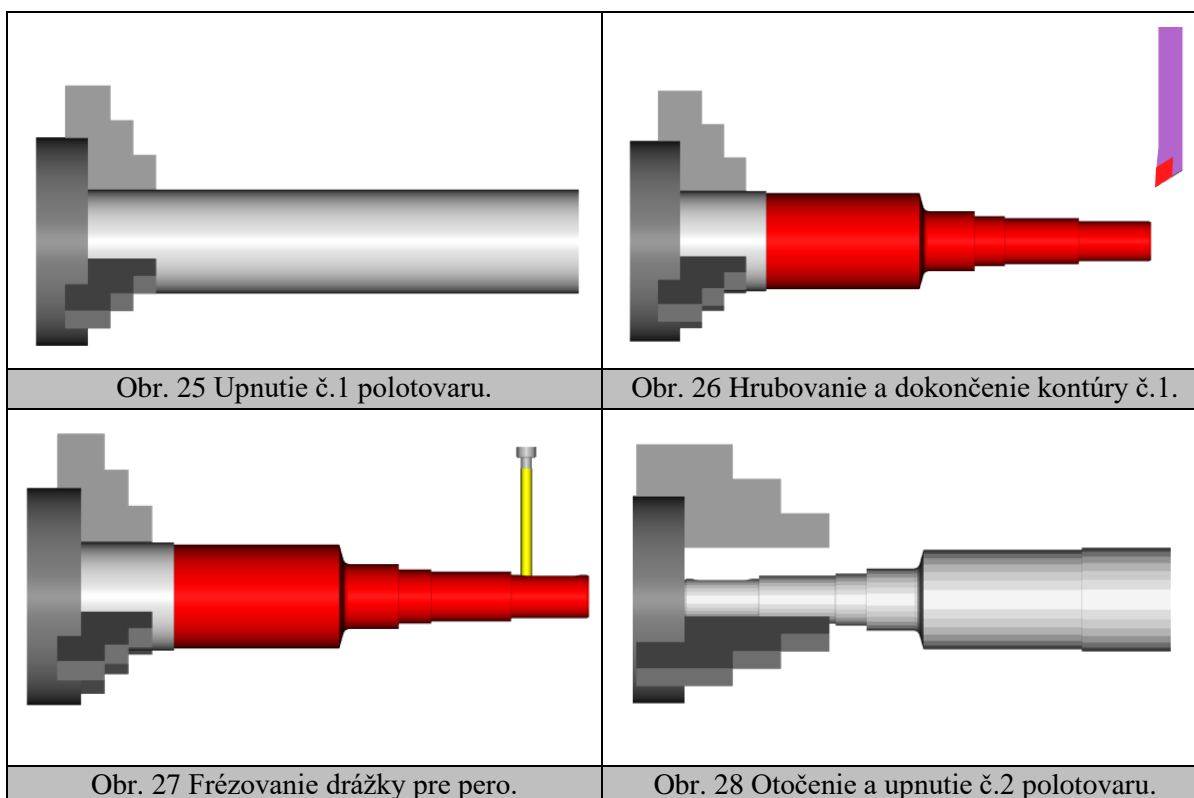 Obr. 25 Upnutie č.1 polotovaru.
Obr. 26 Hrubovanie a dokončenie kontúry č.1.
Obr. 27 Frézovanie drážky pre pero.
Obr. 28 Otočenie a upnutie č.2 polotovaru.